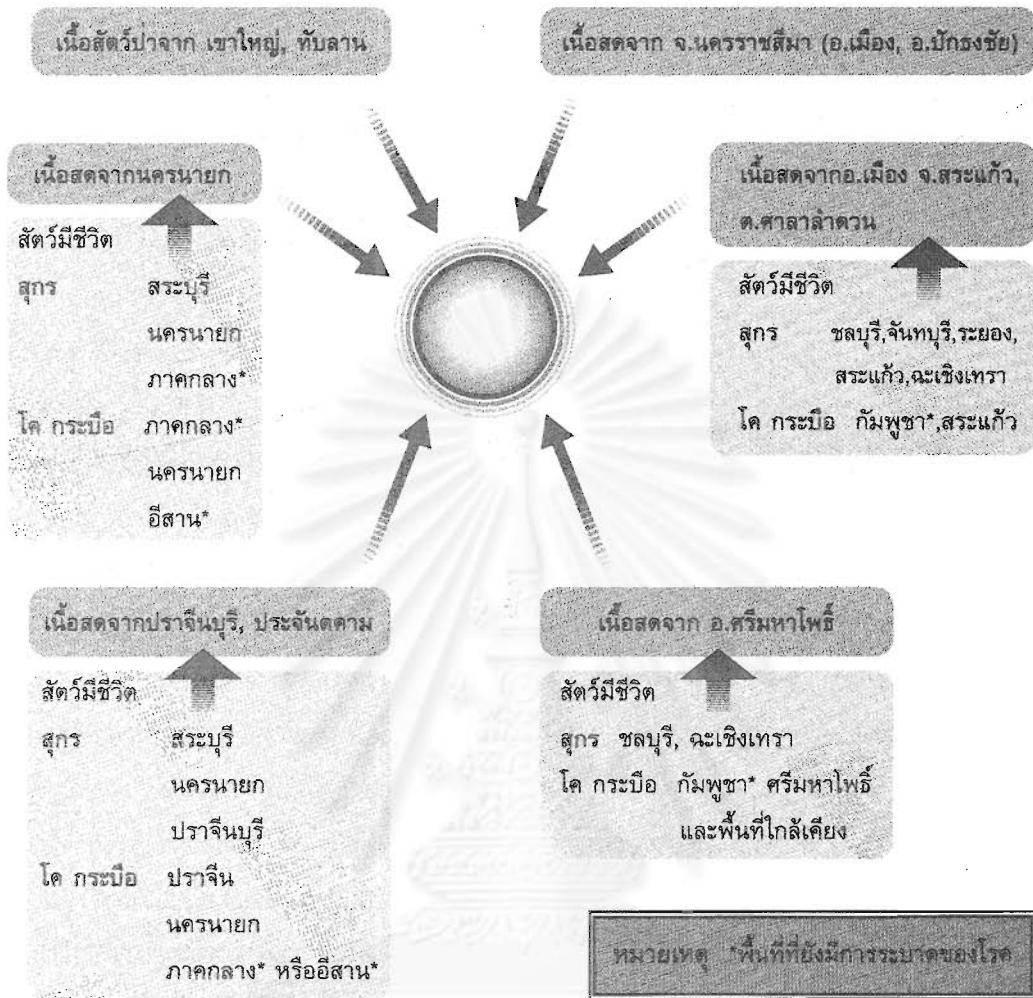 เนื้อสัตว์ป่าจาก เขาใหญ่, ทับลาน
เนื้อสดจาก จ.นครราชสีมา (อ.เมือง, อ.ปักธงชัย)
เนื้อสดจากนครนายก
สัตว์มีชีวิต
สุกร สระบุรี
นครนายก
ภาคกลาง*
โค กระบือ ภาคกลาง*
นครนายก
อีสาน*
เนื้อสดจากอ.เมือง จ.สระแก้ว,
ต.ศาลาลำดวน
สัตว์มีชีวิต
สุกร ชลบุรี,จันทบุรี,ระยอง,
สระแก้ว,ฉะเชิงเทรา
โค กระบือ กัมพูชา*,สระแก้ว
เนื้อสดจากปราจีนบุรี, ประจันตคาม
สัตว์มีชีวิต
สุกร สระบุรี
นครนายก
ปราจีนบุรี
โค กระบือ ปราจีน
นครนายก
ภาคกลาง* หรืออีสาน*
เนื้อสดจาก อ.ศรีมหาโพธิ์
สัตว์มีชีวิต
สุกร ชลบุรี, ฉะเชิงเทรา
โค กระบือ กัมพูชา* ศรีมหาโพธิ์
และพื้นที่ใกล้เคียง
หมายเหตุ *พื้นที่ที่ยังมีการระบาดของโรค